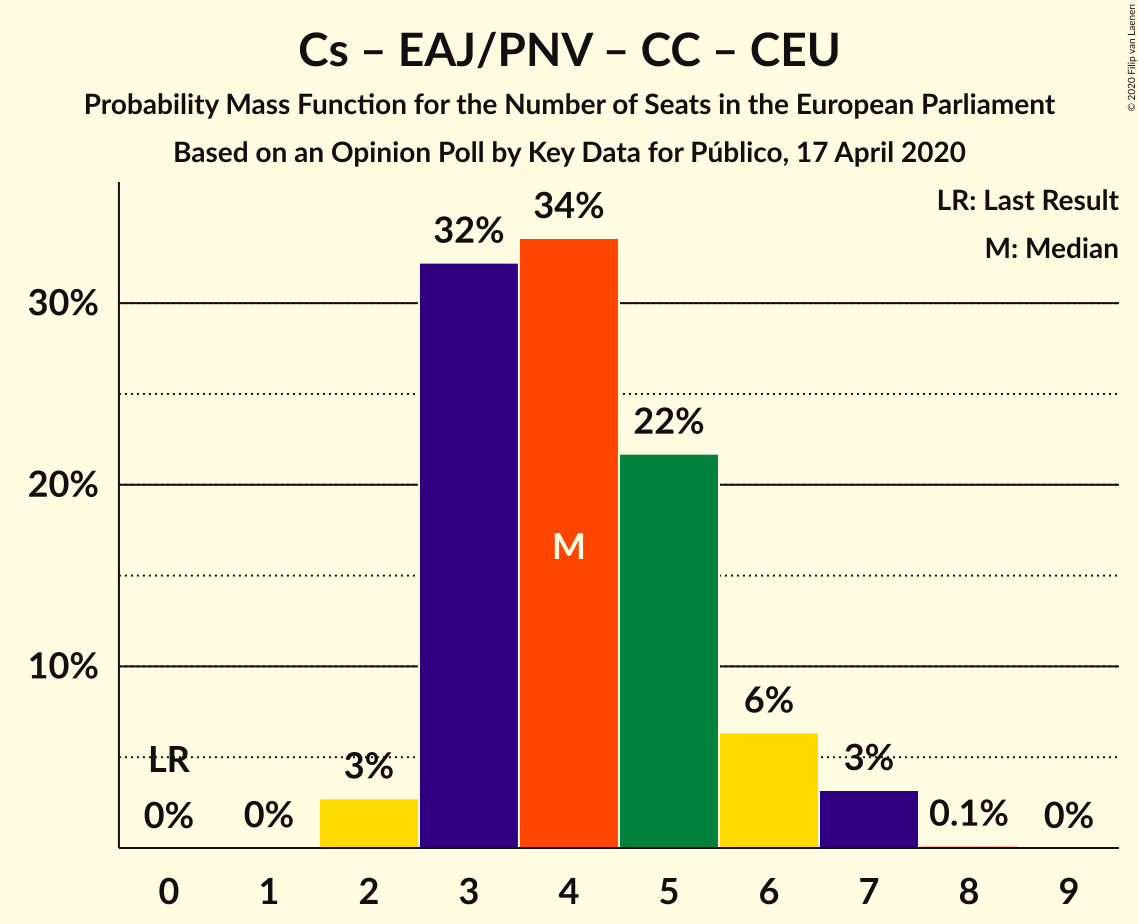 Cs – EAJ/PNV – CC – CEU
Probability Mass Function for the Number of Seats in the European Parliament
Based on an Opinion Poll by Key Data for Público, 17 April 2020
© 2020 Filip van Laenen
LR: Last Result
M: Median
30%
20%
10%
LR
0%
0%
3%
32%
34%
M
22%
6%
3%
0.1%
0%
0 1 2 3 4 5 6 7 8 9